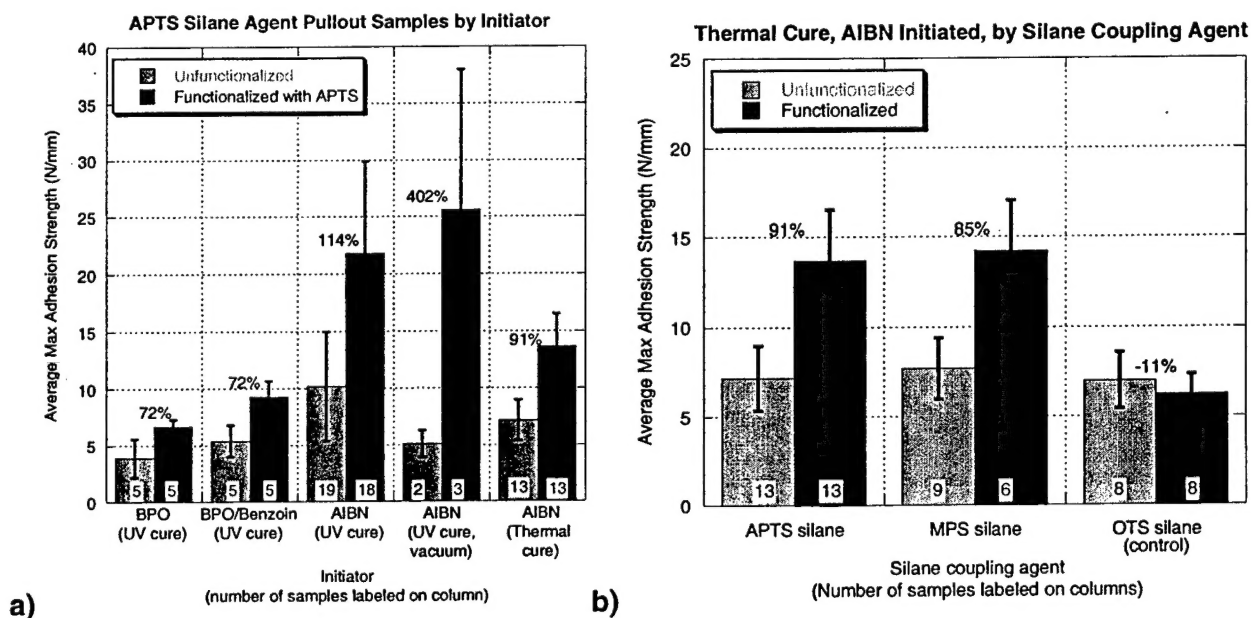 APTS Silane Agent Pullout Samples by Initiator
Average Max Adhesion Strength (N/mm)
40
35
30
25
20
15
10
5
0
Unfunctionalized
Functionalized with APTS
72%
72%
114%
402%
91%
5 5 5 5 19 18 2 3 13 13
BPO BPO/Benzoin AIBN AIBN AIBN
(UV cure) (UV cure) (UV cure) (UV cure, (Thermal
vacuum) cure)
Initiator
(number of samples labeled on column)
a)
Thermal Cure, AIBN Initiated, by Silane Coupling Agent
Average Max Adhesion Strength (N/mm)
25
20
15
10
5
0
Unfunctionalized
Functionalized
91%
85%
-11%
13 13 9 6 8 8
APTS silane MPS silane OTS silane
(control)
Silane coupling agent
(Number of samples labeled on columns)
b)